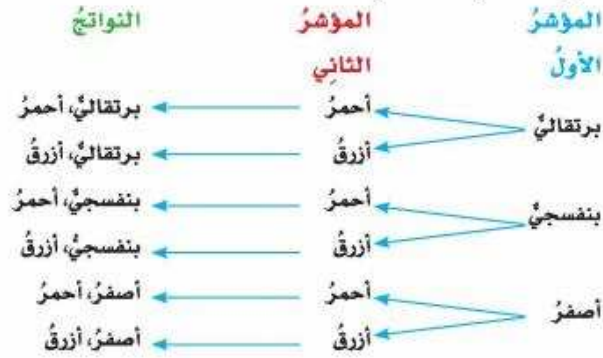 المؤشرُ المؤشرُ النواتجُ
الأولُ الثانِي
برتقاليٌّ
أحمرُ برتقاليٌّ، أحمرُ
أزرقُ برتقاليٌّ، أزرقُ
بنفسجيٌّ
أحمرُ بنفسجيٌّ، أحمرُ
أزرقُ بنفسجيٌّ، أزرقُ
أصفرُ
أحمرُ أصفرُ، أحمرُ
أزرقُ أصفرُ، أزرقُ